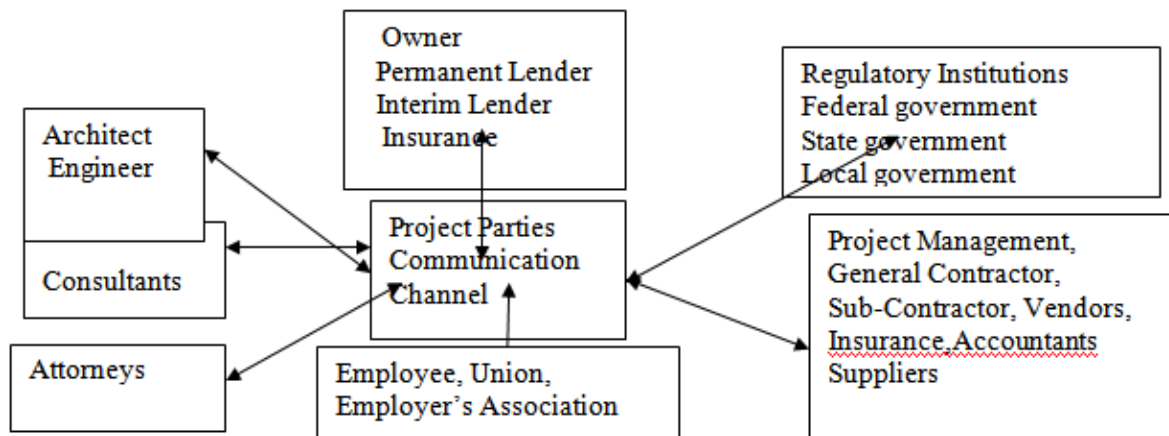 Owner
Permanent Lender
Interim Lender
Insurance
Regulatory Institutions
Federal government
State government
Local government
Architect
Engineer
Consultants
Project Parties
Communication
Channel
Project Management,
General Contractor,
Sub-Contractor, Vendors,
Insurance,Accountants
Suppliers
Attorneys
Employee, Union,
Employer’s Association